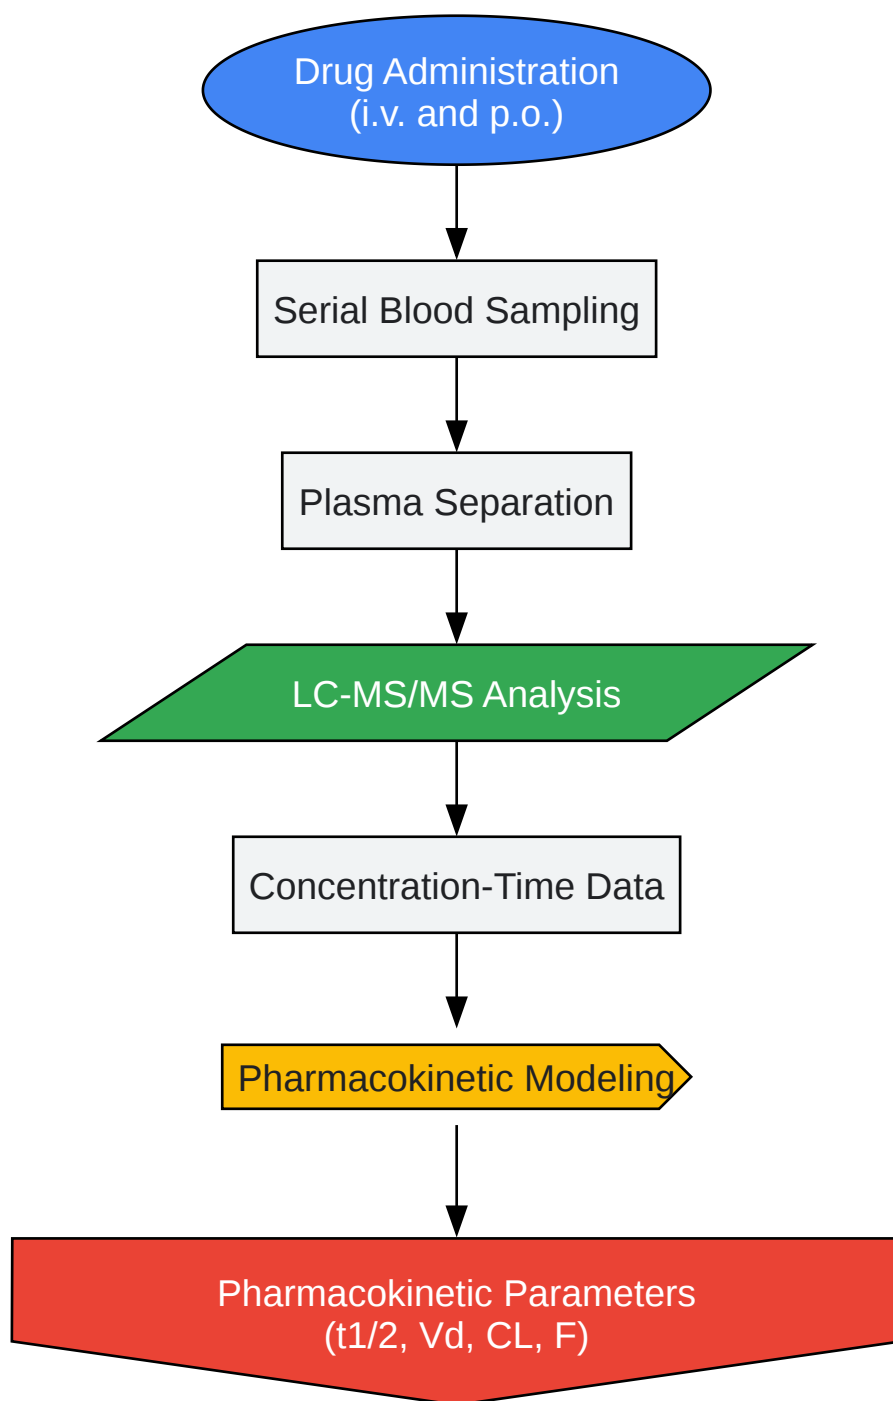 Drug Administration
(i.v. and p.o.)
Serial Blood Sampling
Plasma Separation
LC-MS/MS Analysis
Concentration-Time Data
Pharmacokinetic Modeling
Pharmacokinetic Parameters
(t1/2, Vd, CL, F)